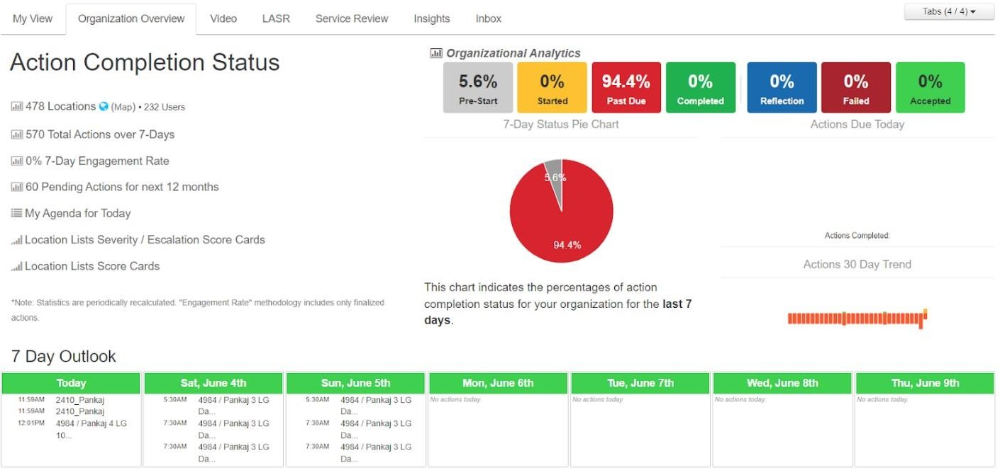 My View
Organization Overview
Video
LASR
Service Review
Insights
Inbox
Tabs (4 / 4)
Action Completion Status
478 Locations (Map) • 232 Users
570 Total Actions over 7-Days
0% 7-Day Engagement Rate
60 Pending Actions for next 12 months
My Agenda for Today
Location Lists Severity / Escalation Score Cards
Location Lists Score Cards
*Note: Statistics are periodically recalculated. "Engagement Rate" methodology includes only finalized
actions.
Organizational Analytics
5.6%
Pre-Start
0%
Started
94.4%
Past Due
0%
Completed
0%
Reflection
0%
Failed
0%
Accepted
7-Day Status Pie Chart
5.6%
94.4%
This chart indicates the percentages of action
completion status for your organization for the last 7
days.
Actions Due Today
Actions Completed:
Actions 30 Day Trend
7 Day Outlook
Today
11:59AM 2410_Pankaj
11:59AM 2410_Pankaj
12:01PM 4984 / Pankaj 4 LG
10...
Sat, June 4th
5:30AM 4984 / Pankaj 3 LG
Da...
7:30AM 4984 / Pankaj 3 LG
Da...
7:30AM 4984 / Pankaj 3 LG
Da...
Sun, June 5th
5:30AM 4984 / Pankaj 3 LG
Da...
7:30AM 4984 / Pankaj 3 LG
Da...
7:30AM 4984 / Pankaj 3 LG
Da...
Mon, June 6th
No actions today.
Tue, June 7th
No actions today.
Wed, June 8th
No actions today.
Thu, June 9th
No actions today.